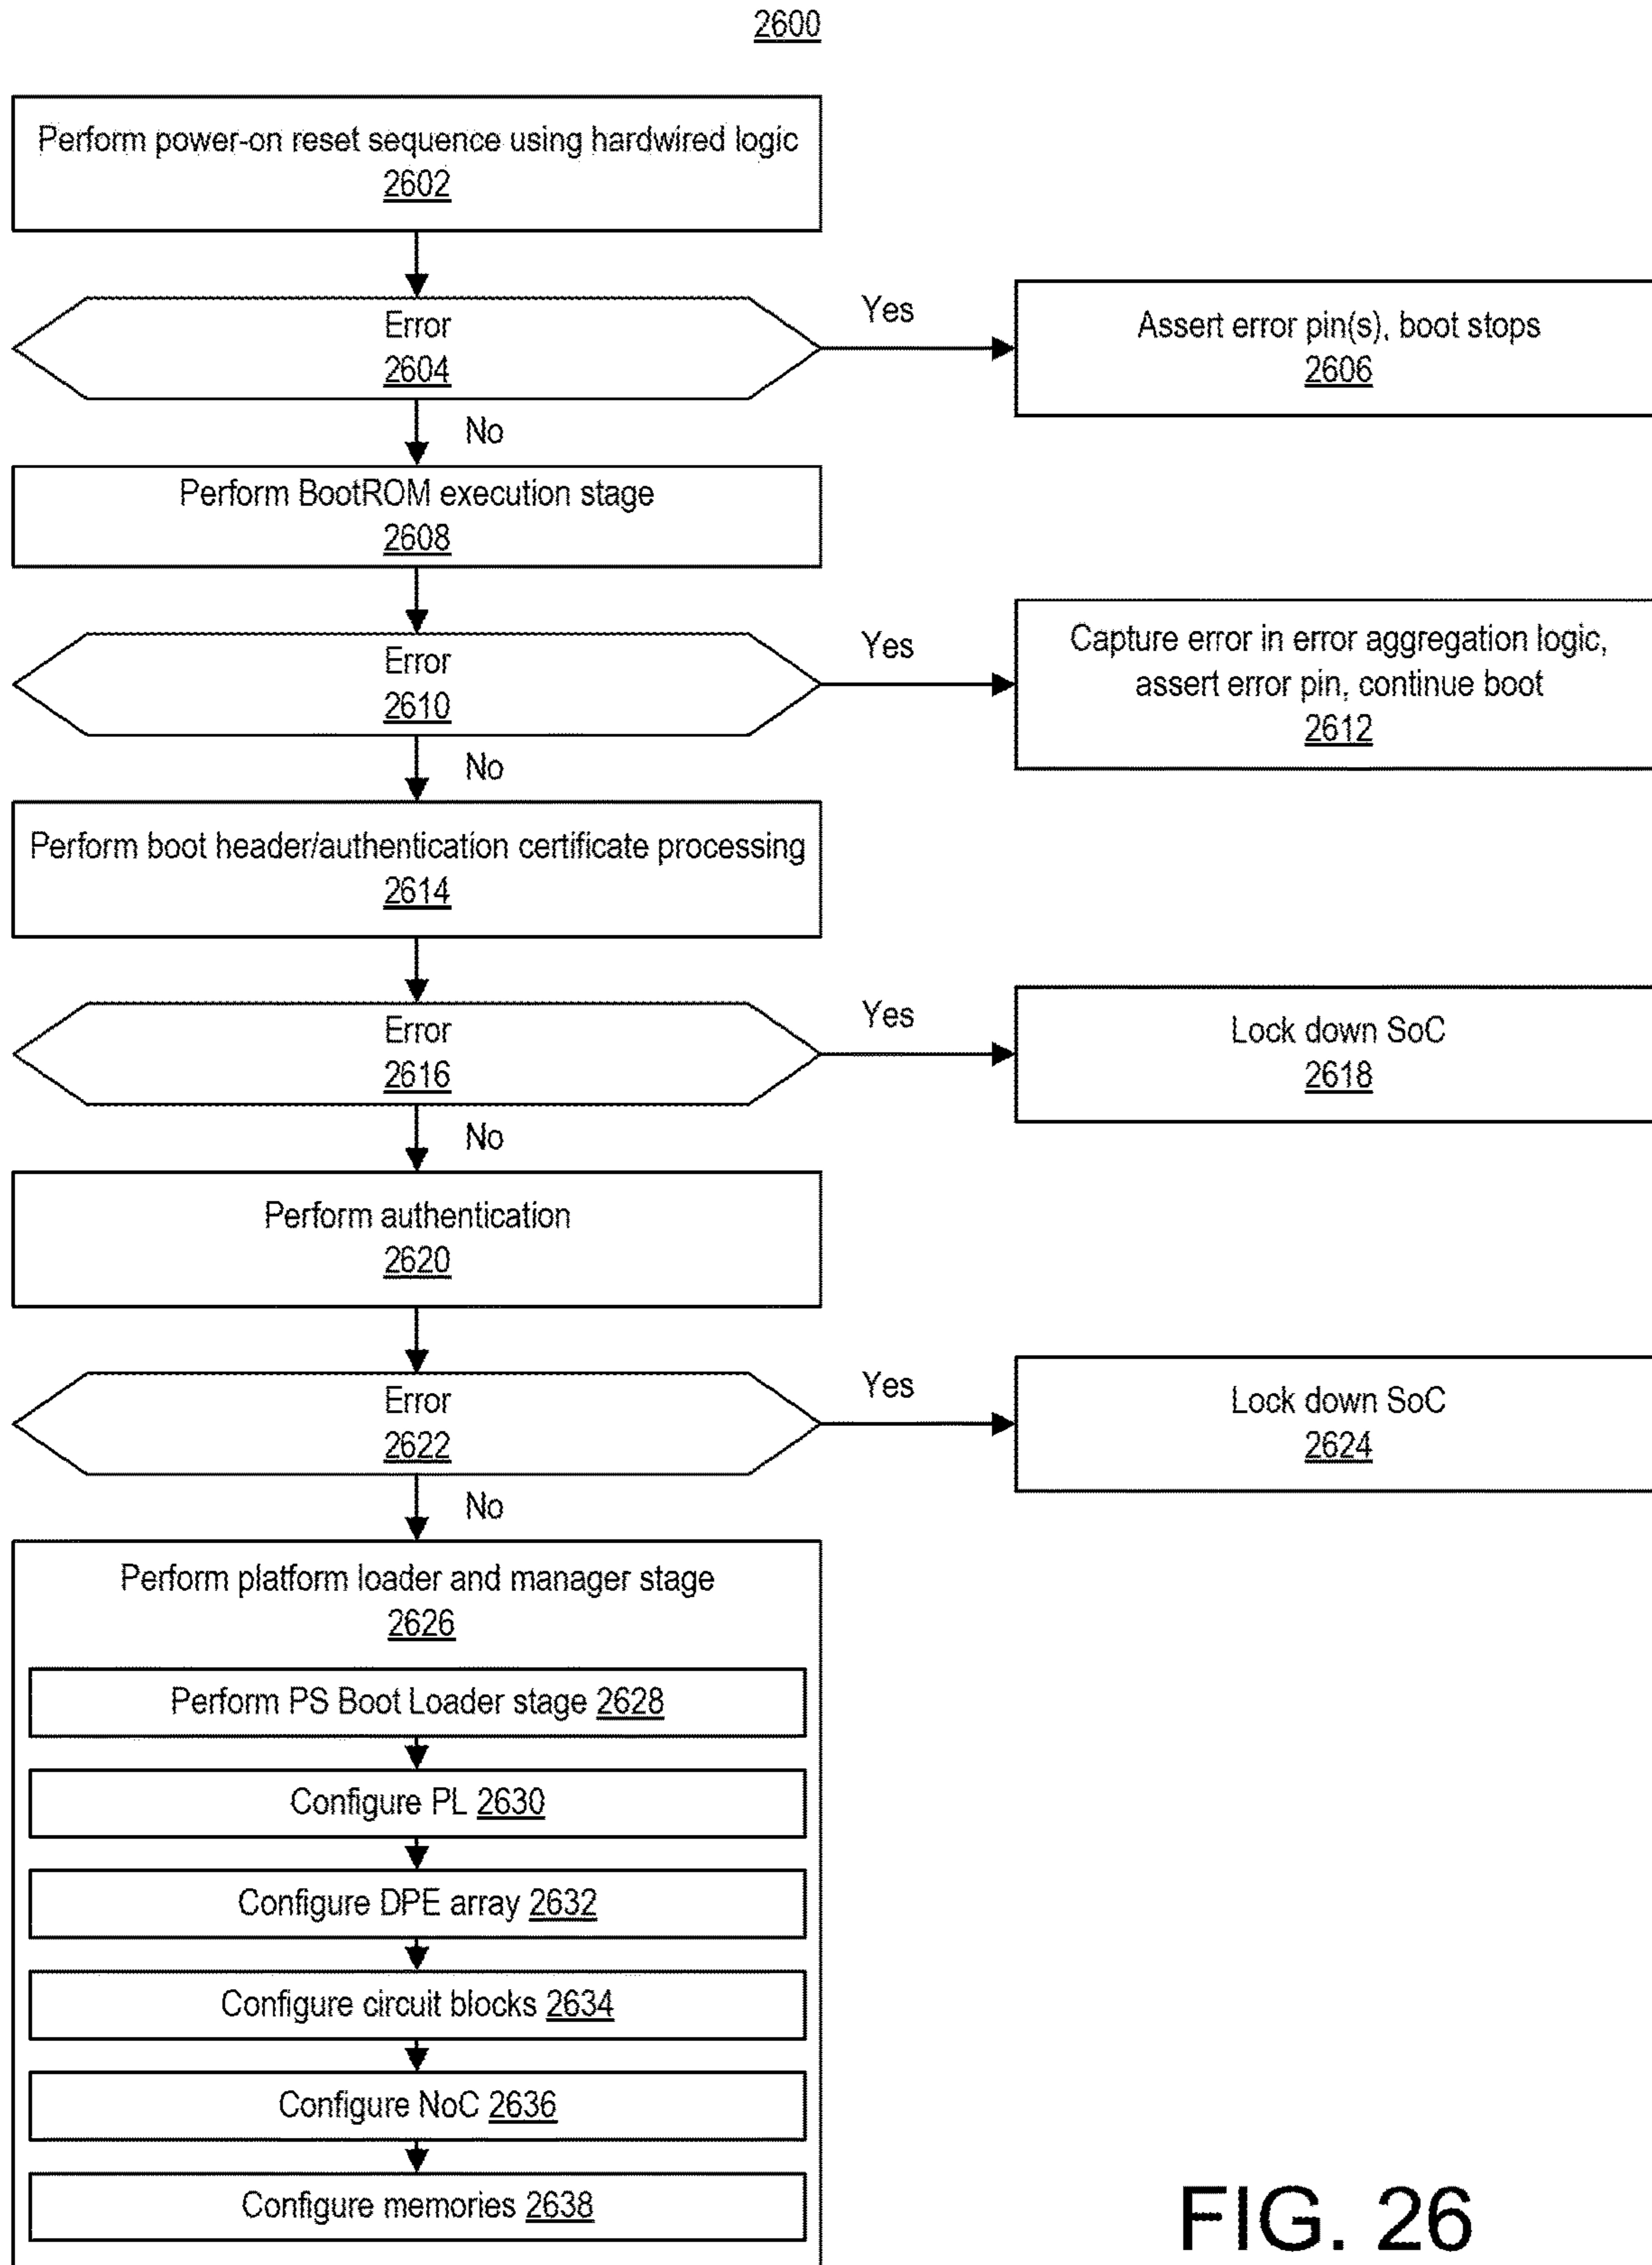 2600
Perform power-on reset sequence using hardwired logic
2602
Error
2604
Yes
Assert error pin(s), boot stops
2606
No
Perform BootROM execution stage
2608
Error
2610
Yes
Capture error in error aggregation logic,
assert error pin, continue boot
2612
No
Perform boot header/authentication certificate processing
2614
Error
2616
Yes
Lock down SoC
2618
No
Perform authentication
2620
Error
2622
Yes
Lock down SoC
2624
No
Perform platform loader and manager stage
2626
Perform PS Boot Loader stage 2628
Configure PL 2630
Configure DPE array 2632
Configure circuit blocks 2634
Configure NoC 2636
Configure memories 2638
FIG. 26